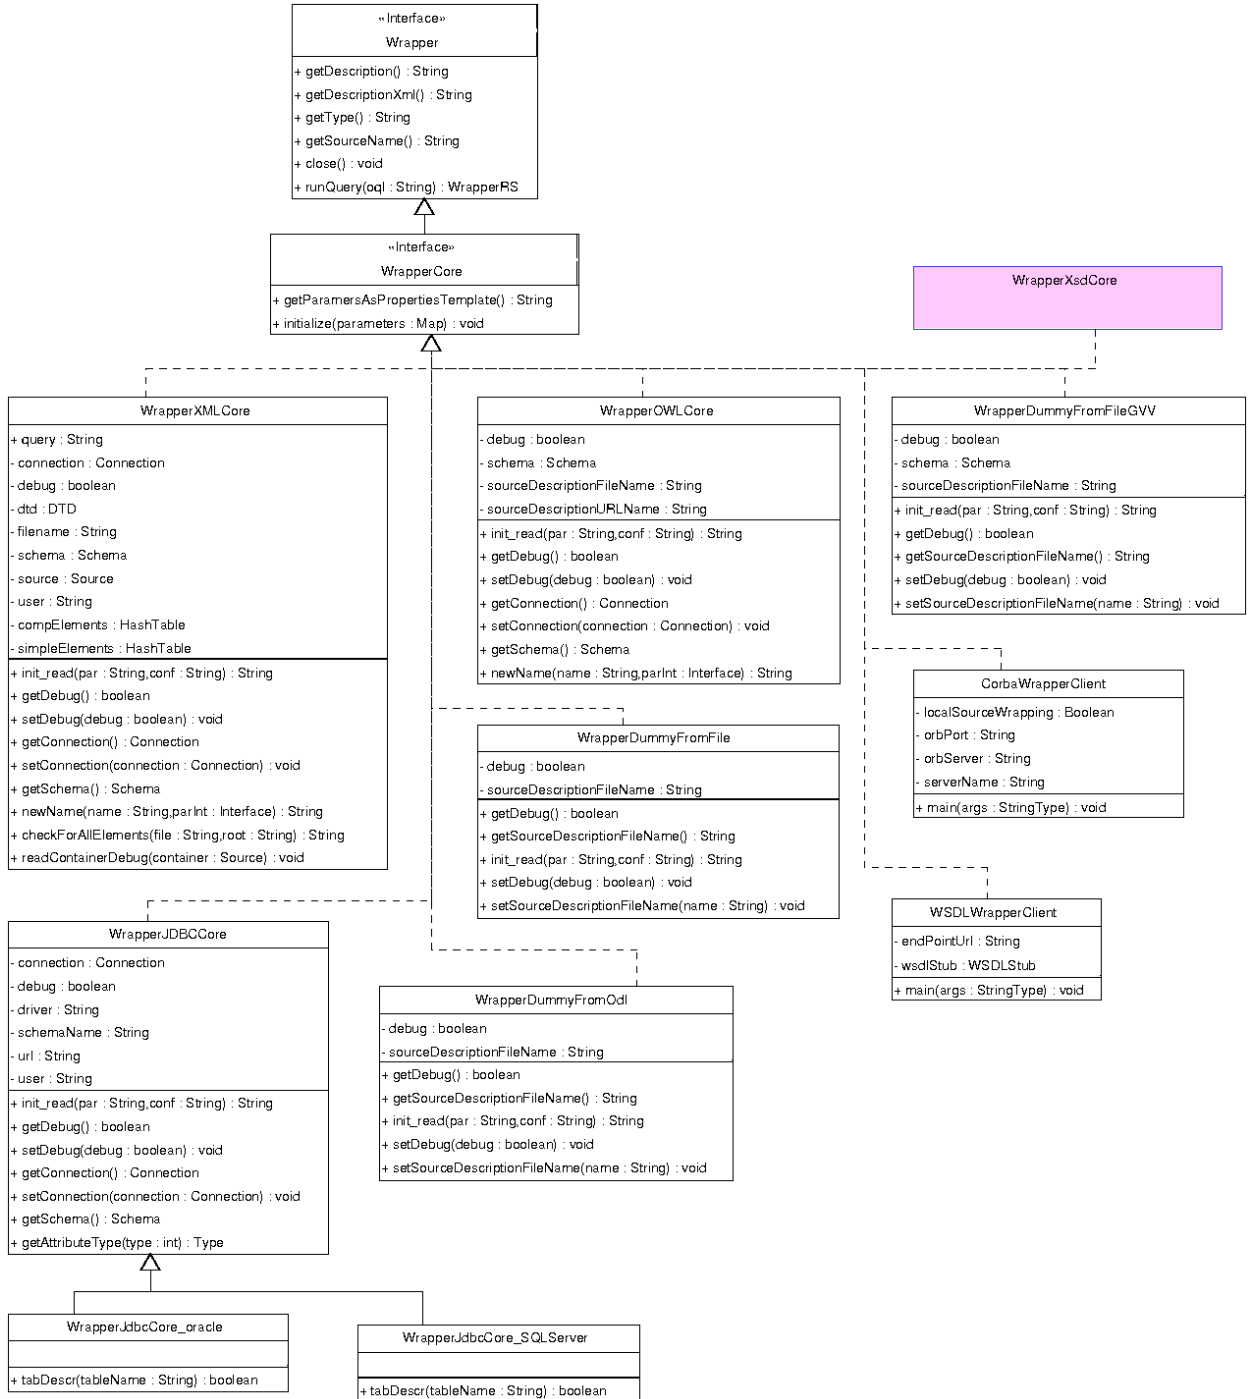 «Interface»
Wrapper
+ getDescription() : String
+ getDescriptionXml() : String
+ getType() : String
+ getSourceName() : String
+ close() : void
+ runQuery(oql : String) : WrapperRS
«Interface»
WrapperCore
+ getParamersAsPropertiesTemplate() : String
+ initialize(parameters : Map) : void
WrapperXsdCore
WrapperXMLCore
+ query : String
- connection : Connection
- debug : boolean
- dtd : DTD
- filename : String
- schema : Schema
- source : Source
- user : String
- compElements : HashTable
- simpleElements : HashTable
+ init_read(par : String,conf : String) : String
+ getDebug() : boolean
+ setDebug(debug : boolean) : void
+ getConnection() : Connection
+ setConnection(connection : Connection) : void
+ getSchema() : Schema
+ newName(name : String,parInt : Interface) : String
+ checkForAllElements(file : String,root : String) : String
+ readContainerDebug(container : Source) : void
WrapperOWLCore
- debug : boolean
- schema : Schema
- sourceDescriptionFileName : String
- sourceDescriptionURLName : String
+ init_read(par : String,conf : String) : String
+ getDebug() : boolean
+ setDebug(debug : boolean) : void
+ getConnection() : Connection
+ setConnection(connection : Connection) : void
+ getSchema() : Schema
+ newName(name : String,parInt : Interface) : String
WrapperDummyFromFileGVV
- debug : boolean
- schema : Schema
- sourceDescriptionFileName : String
+ init_read(par : String,conf : String) : String
+ getDebug() : boolean
+ getSourceDescriptionFileName() : String
+ setDebug(debug : boolean) : void
+ setSourceDescriptionFileName(name : String) : void
CorbaWrapperClient
- localSourceWrapping : Boolean
- orbPort : String
- orbServer : String
- serverName : String
+ main(args : StringType) : void
WrapperDummyFromFile
- debug : boolean
- sourceDescriptionFileName : String
+ getDebug() : boolean
+ getSourceDescriptionFileName() : String
+ init_read(par : String,conf : String) : String
+ setDebug(debug : boolean) : void
+ setSourceDescriptionFileName(name : String) : void
WSDLWrapperClient
- endPointUrl : String
- wsdlStub : WSDLStub
+ main(args : StringType) : void
WrapperJDBCCore
- connection : Connection
- debug : boolean
- driver : String
- schemaName : String
- url : String
- user : String
+ init_read(par : String,conf : String) : String
+ getDebug() : boolean
+ setDebug(debug : boolean) : void
+ getConnection() : Connection
+ setConnection(connection : Connection) : void
+ getSchema() : Schema
+ getAttributeType(type : int) : Type
WrapperDummyFromOdl
- debug : boolean
- sourceDescriptionFileName : String
+ getDebug() : boolean
+ getSourceDescriptionFileName() : String
+ init_read(par : String,conf : String) : String
+ setDebug(debug : boolean) : void
+ setSourceDescriptionFileName(name : String) : void
WrapperJdbcCore_oracle
+ tabDescr(tableName : String) : boolean
WrapperJdbcCore_SQLServer
+ tabDescr(tableName : String) : boolean